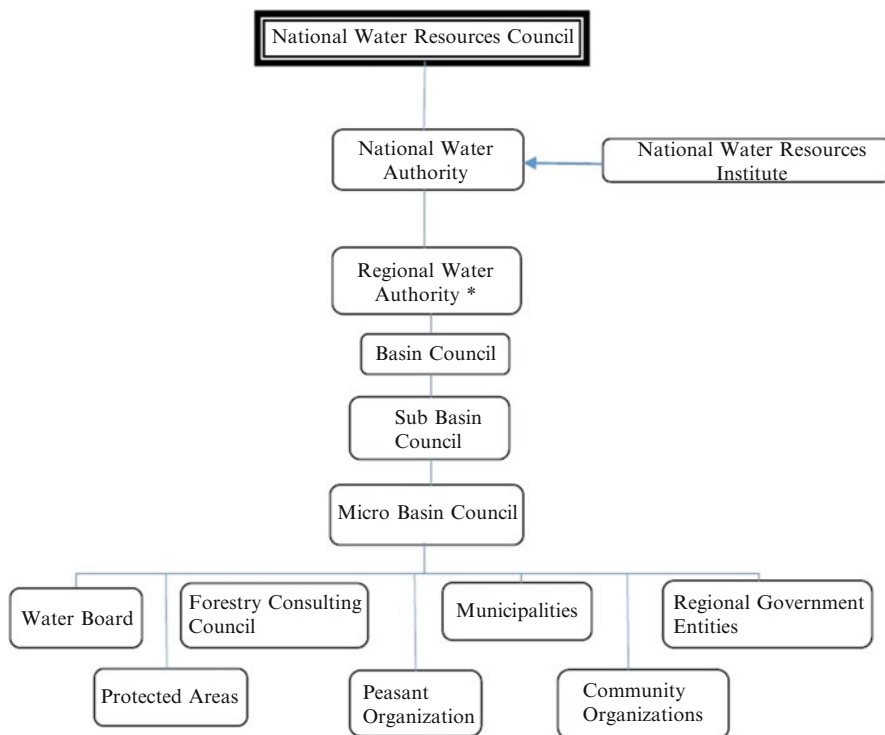 National Water Resources Council
National Water
Authority
National Water Resources
Institute
Regional Water
Authority *
Basin Council
Sub Basin
Council
Micro Basin Council
Water Board
Forestry Consulting
Council
Municipalities
Regional Government
Entities
Protected Areas
Peasant
Organization
Community
Organizations